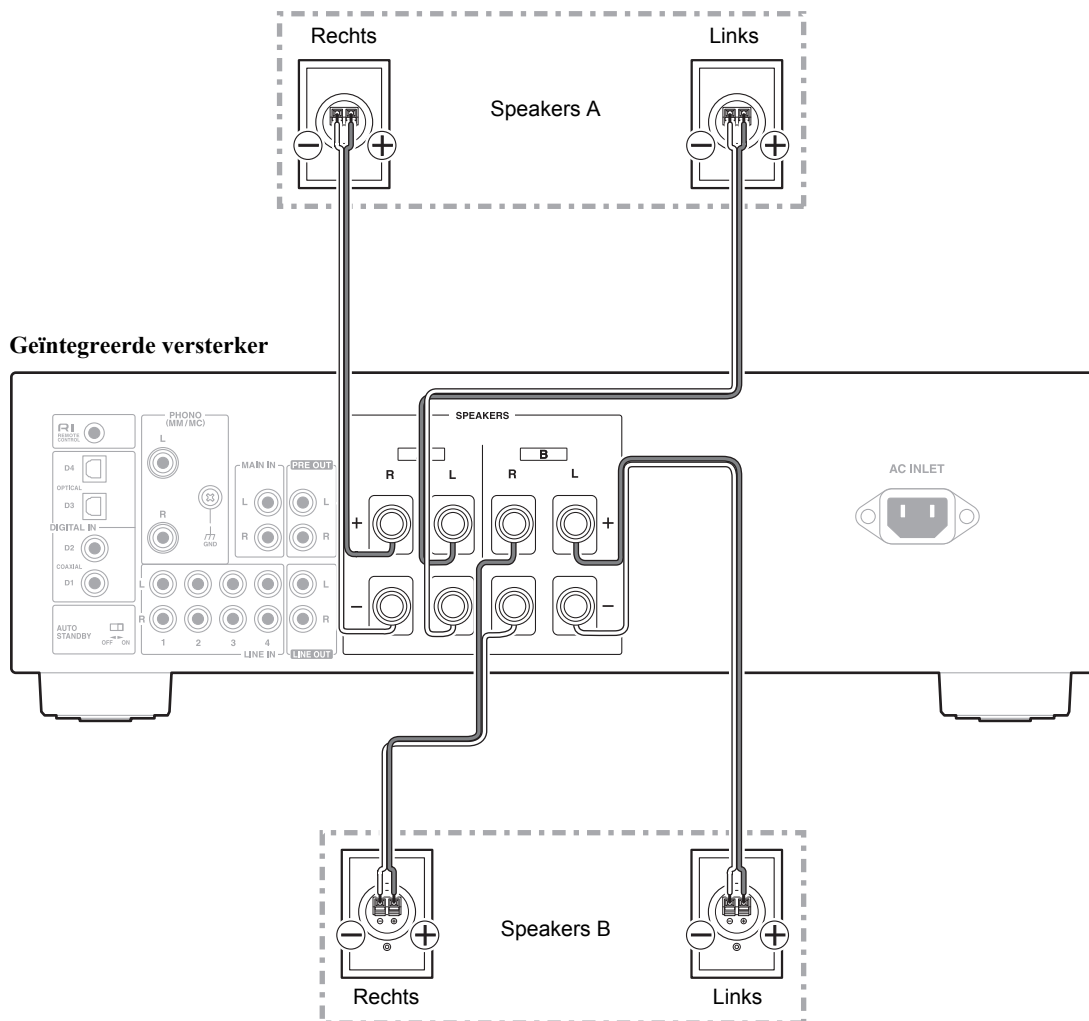 Rechts
Links
Speakers A
− +
− +
Geïntegreerde versterker
RI
REMOTE
CONTROL
PHONO
(MM/MC)
L
R
GND
D4
OPTICAL
D3
DIGITAL IN
D2
COAXIAL
D1
AUTO
STANDBY
OFF ON
MAIN IN
L
R
PRE OUT
L
R
L
R
1 2 3 4
LINE IN
L
R
LINE OUT
SPEAKERS
B
R L R L
+ +
− −
AC INLET
Speakers B
− +
− +
Rechts
Links